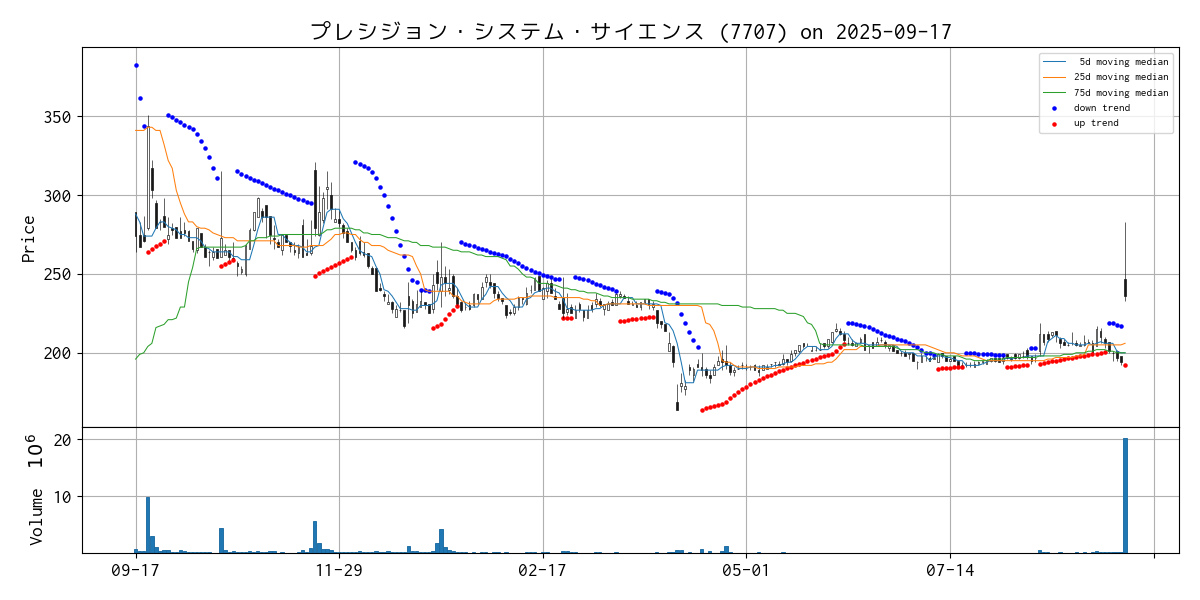 プレシジョン・システム・サイエンス (7707) on 2025-09-17
5d moving median
25d moving median
75d moving median
down trend
up trend
Price
350
300
250
200
Volume 10^6
20
10
09-17 11-29 02-17 05-01 07-14